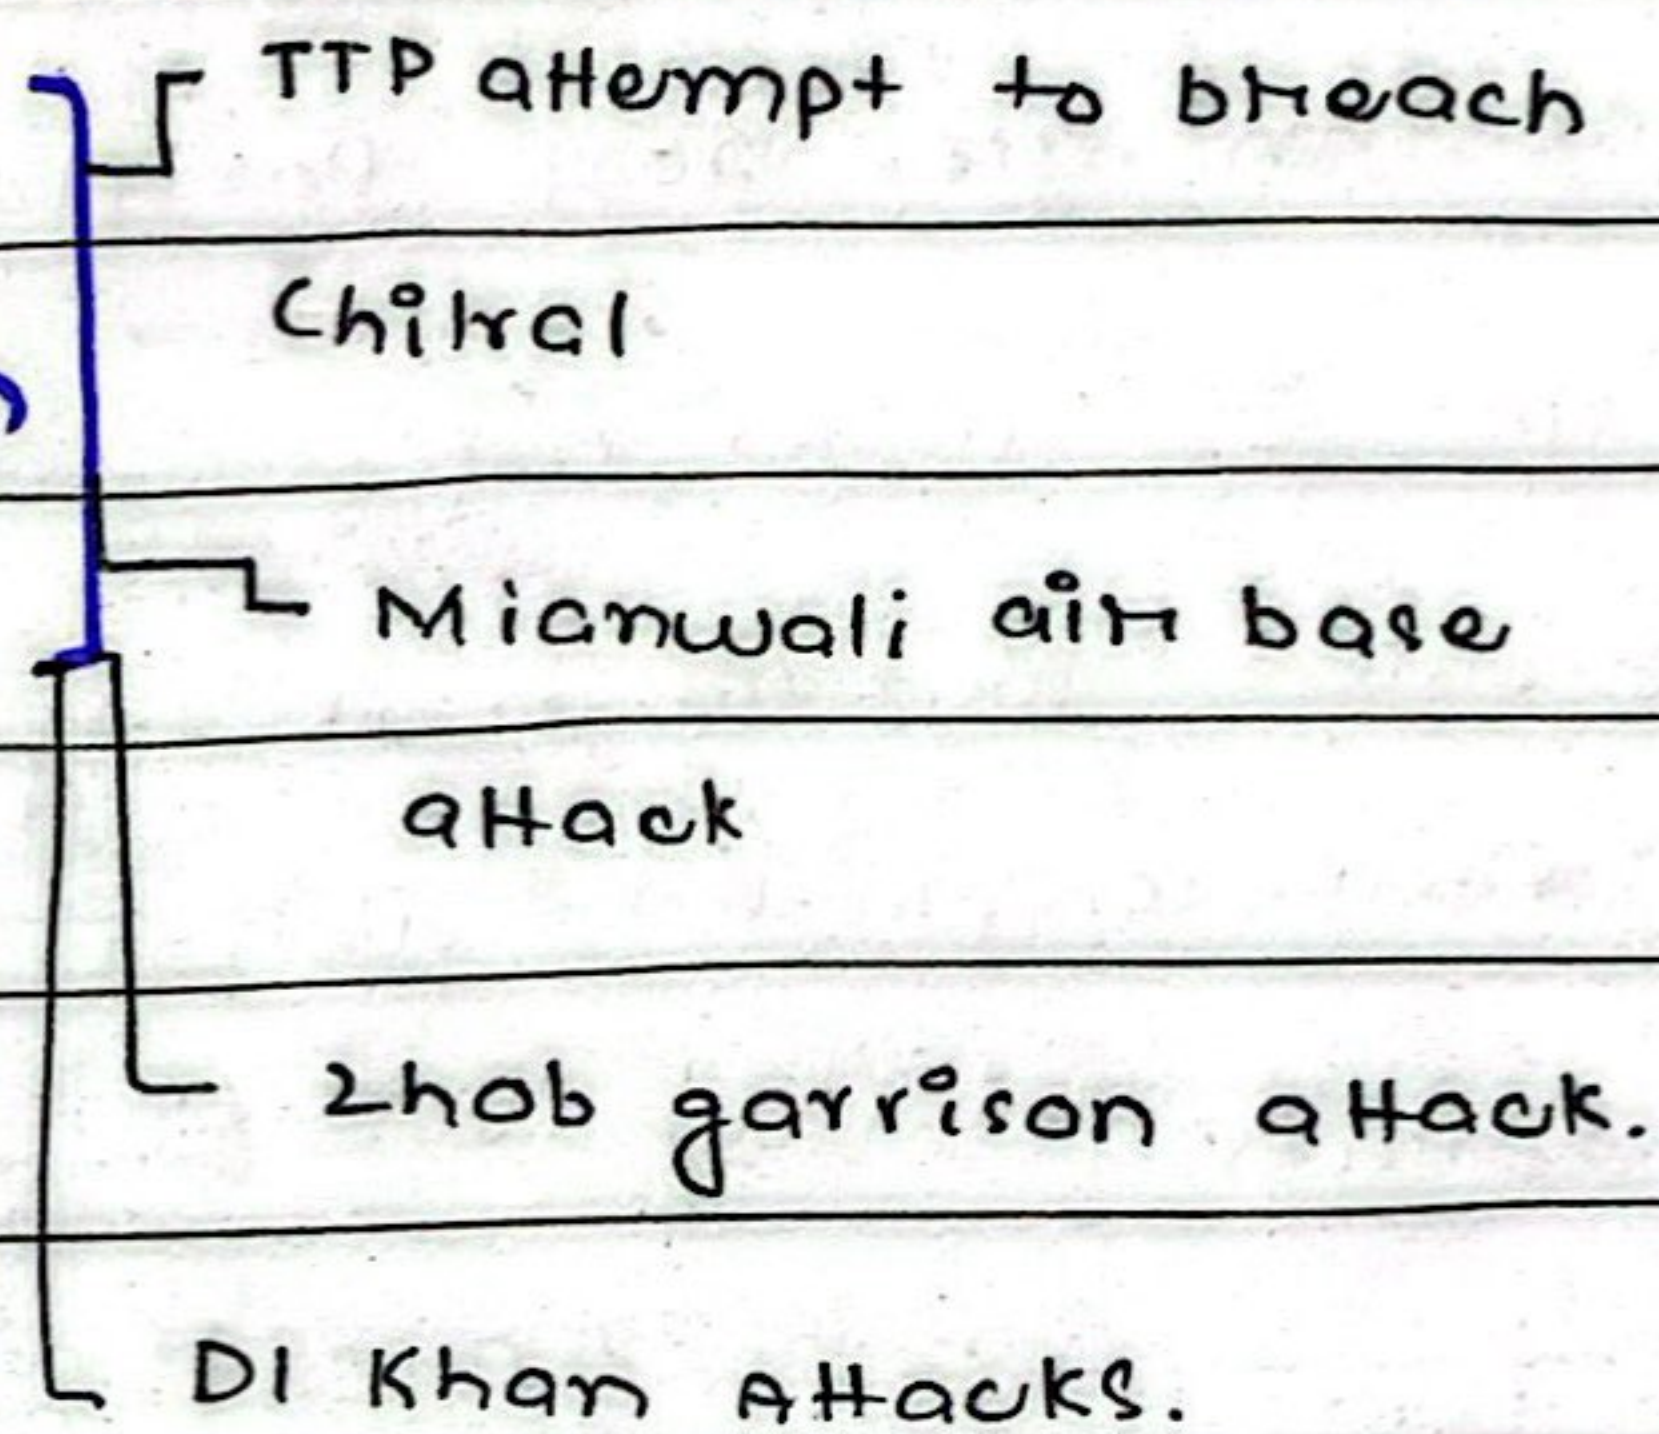 TTP attempt to breach
Chitral
Mianwali air base
attack
Zhob garrison attack.
DI Khan Attacks.